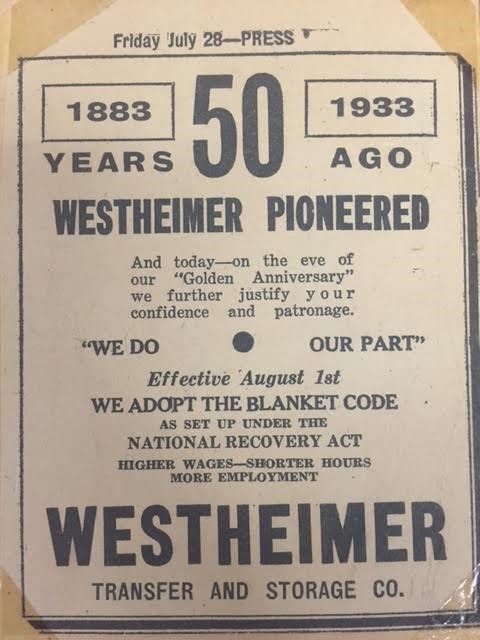 Friday July 28—PRESS
1883 50 1933
YEARS AGO
WESTHEIMER PIONEERED
And today—on the eve of
our "Golden Anniversary"
we further justify your
confidence and patronage.
"WE DO ● OUR PART"
Effective August 1st
WE ADOPT THE BLANKET CODE
AS SET UP UNDER THE
NATIONAL RECOVERY ACT
HIGHER WAGES—SHORTER HOURS
MORE EMPLOYMENT
WESTHEIMER
TRANSFER AND STORAGE CO.